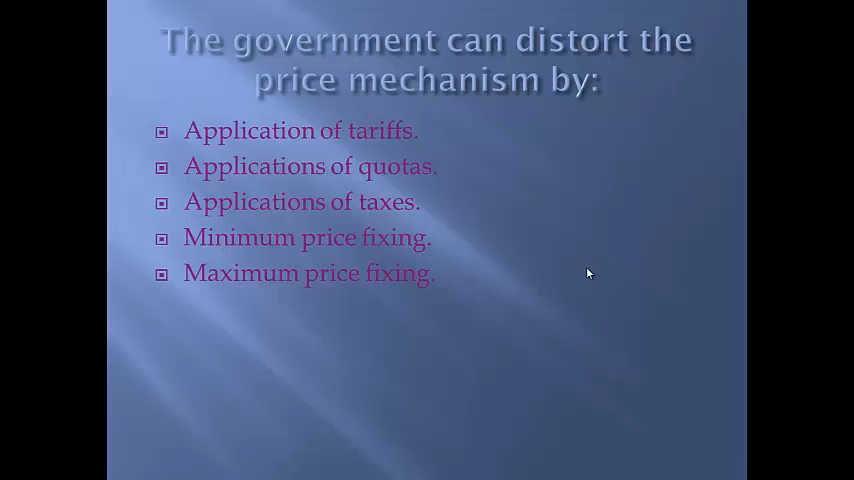 The government can distort the
price mechanism by:
Application of tariffs.
Applications of quotas.
Applications of taxes.
Minimum price fixing.
Maximum price fixing.